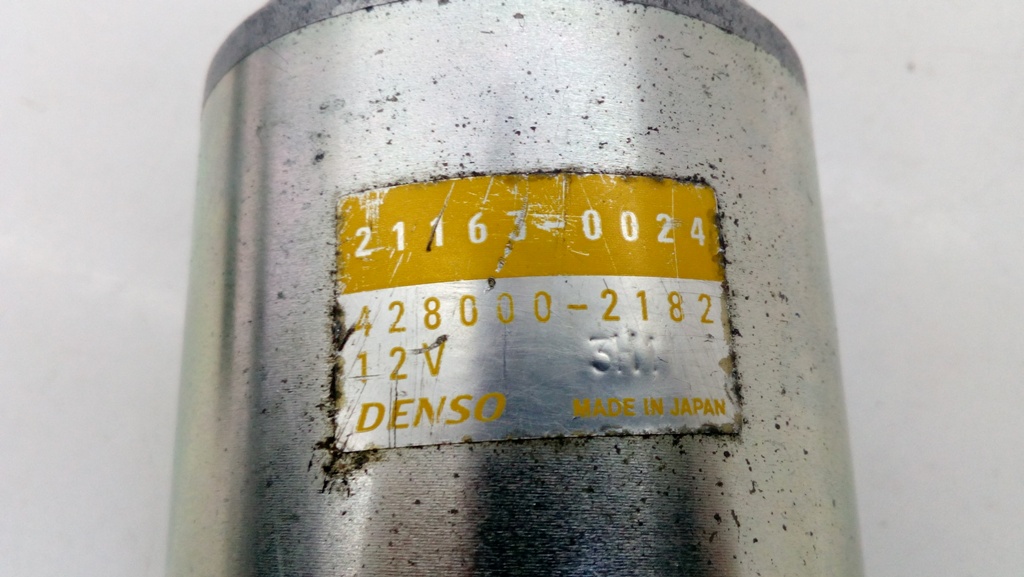 21163-0024
428000-2182
12V
DENSO MADE IN JAPAN